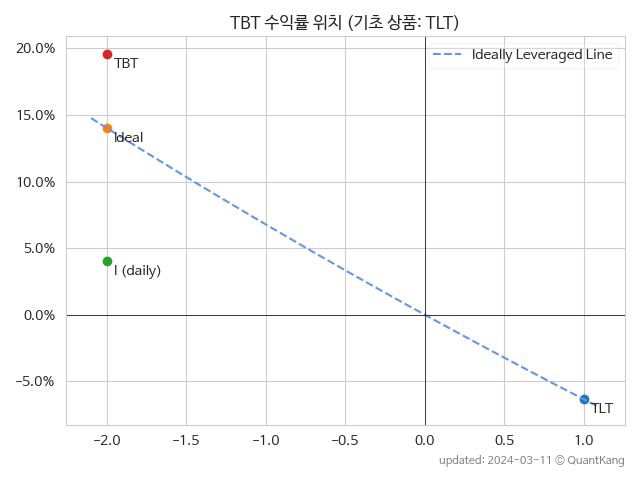 TBT 수익률 위치 (기초 상품: TLT)
Ideally Leveraged Line
20.0%
15.0%
10.0%
5.0%
0.0%
−5.0%
TBT
Ideal
I (daily)
TLT
−2.0 −1.5 −1.0 −0.5 0.0 0.5 1.0
updated: 2024-03-11 © QuantKang